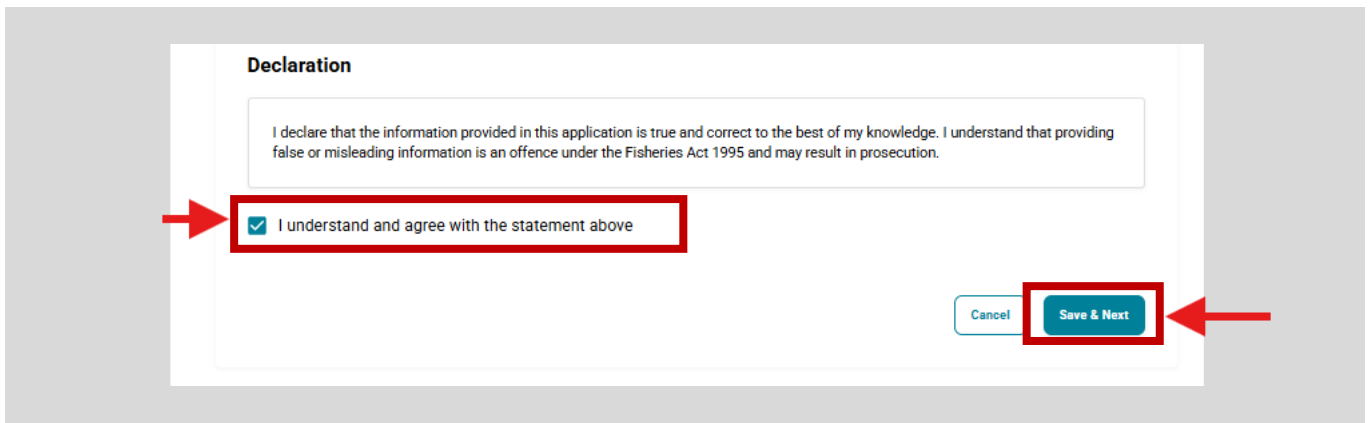 Declaration
I declare that the information provided in this application is true and correct to the best of my knowledge. I understand that providing
false or misleading information is an offence under the Fisheries Act 1995 and may result in prosecution.
I understand and agree with the statement above
Cancel
Save & Next